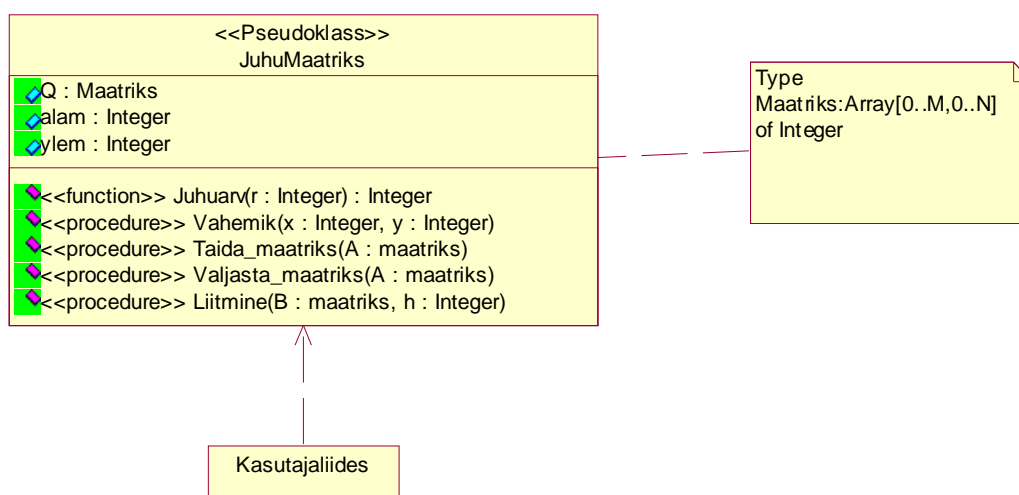 <<Pseudoklass>>
JuhuMaatriks
Q : Maatriks
alam : Integer
ylem : Integer
<<function>> Juhuarv(r : Integer) : Integer
<<procedure>> Vahemik(x : Integer, y : Integer)
<<procedure>> Taida_maatriks(A : maatriks)
<<procedure>> Valjasta_maatriks(A : maatriks)
<<procedure>> Liitmine(B : maatriks, h : Integer)
Type
Maatriks:Array[0..M,0..N]
of Integer
Kasutajaliides